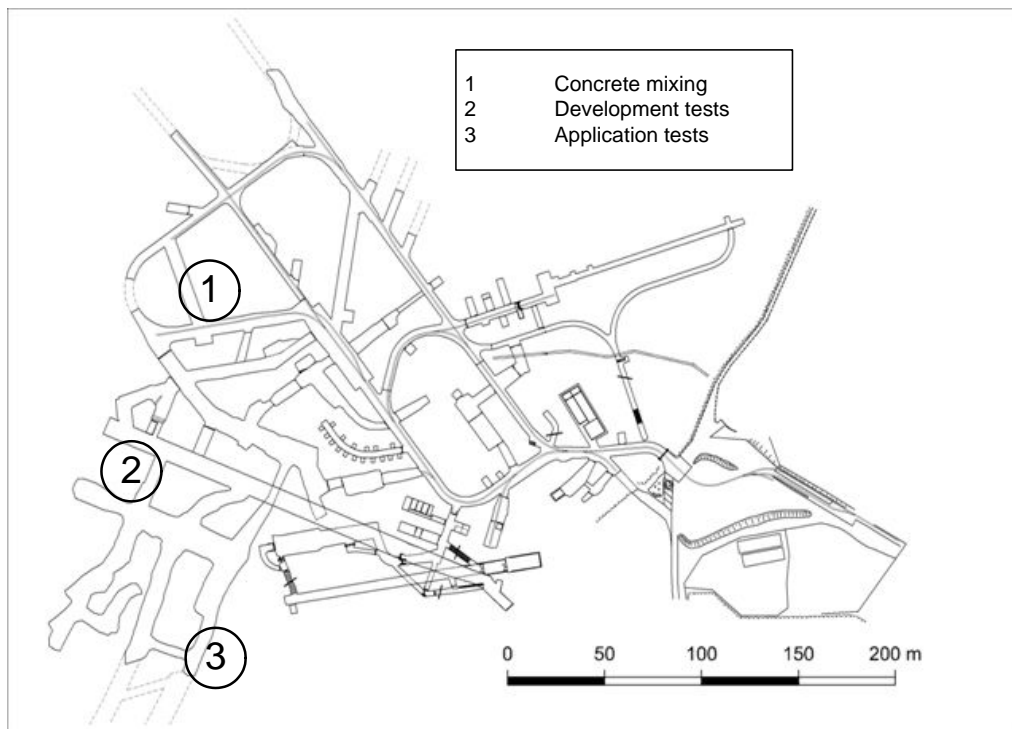 1 Concrete mixing
2 Development tests
3 Application tests
1
2
3
0 50 100 150 200 m